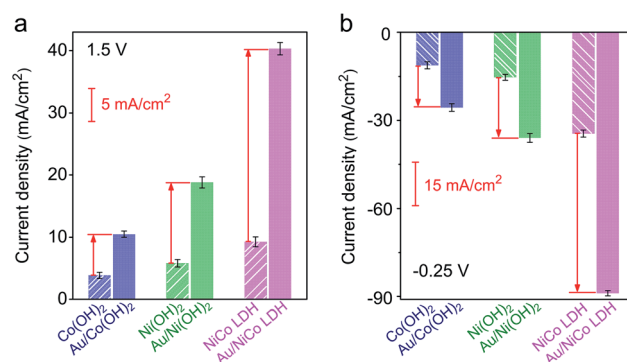 a
1.5 V
5 mA/cm²
Current density (mA/cm²)
40
30
20
10
0
Co(OH)₂
Au/Co(OH)₂
Ni(OH)₂
Au/Ni(OH)₂
NiCo LDH
Au/NiCo LDH
b
Current density (mA/cm²)
0
-30
-60
-90
15 mA/cm²
-0.25 V
Co(OH)₂
Au/Co(OH)₂
Ni(OH)₂
Au/Ni(OH)₂
NiCo LDH
Au/NiCo LDH